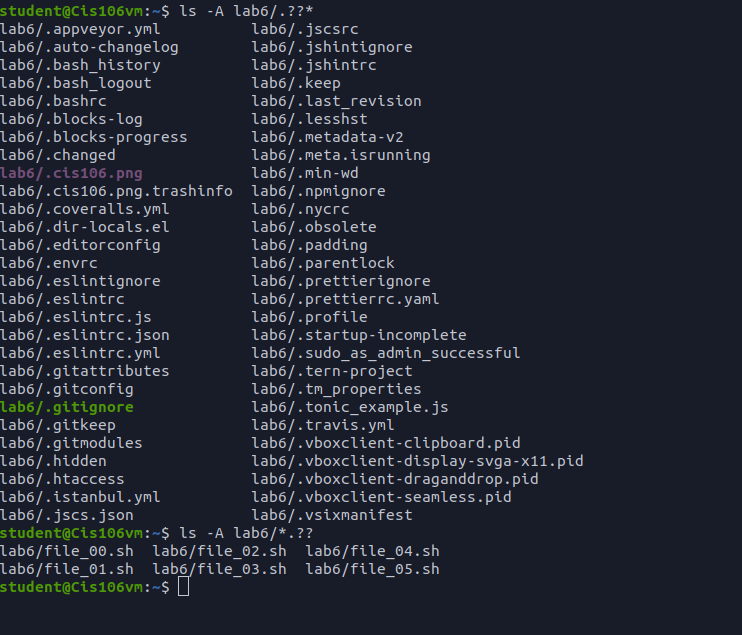 student@Cis106vm:~$ ls -A lab6/.??*
lab6/.appveyor.yml lab6/.jscsrc
lab6/.auto-changelog lab6/.jshintignore
lab6/.bash_history lab6/.jshintrc
lab6/.bash_logout lab6/.keep
lab6/.bashrc lab6/.last_revision
lab6/.blocks-log lab6/.lesshst
lab6/.blocks-progress lab6/.metadata-v2
lab6/.changed lab6/.meta.isrunning
lab6/.cis106.png lab6/.min-wd
lab6/.cis106.png.trashinfo lab6/.npmignore
lab6/.coveralls.yml lab6/.nycrc
lab6/.dir-locals.el lab6/.obsolete
lab6/.editorconfig lab6/.padding
lab6/.envrc lab6/.parentlock
lab6/.eslintignore lab6/.prettierignore
lab6/.eslintrc lab6/.prettierrc.yaml
lab6/.eslintrc.js lab6/.profile
lab6/.eslintrc.json lab6/.startup-incomplete
lab6/.eslintrc.yml lab6/.sudo_as_admin_successful
lab6/.gitattributes lab6/.tern-project
lab6/.gitconfig lab6/.tm_properties
lab6/.gitignore lab6/.tonic_example.js
lab6/.gitkeep lab6/.travis.yml
lab6/.gitmodules lab6/.vboxclient-clipboard.pid
lab6/.hidden lab6/.vboxclient-display-svga-x11.pid
lab6/.htaccess lab6/.vboxclient-draganddrop.pid
lab6/.istanbul.yml lab6/.vboxclient-seamless.pid
lab6/.jscs.json lab6/.vsixmanifest
student@Cis106vm:~$ ls -A lab6/*.??
lab6/file_00.sh lab6/file_02.sh lab6/file_04.sh
lab6/file_01.sh lab6/file_03.sh lab6/file_05.sh
student@Cis106vm:~$